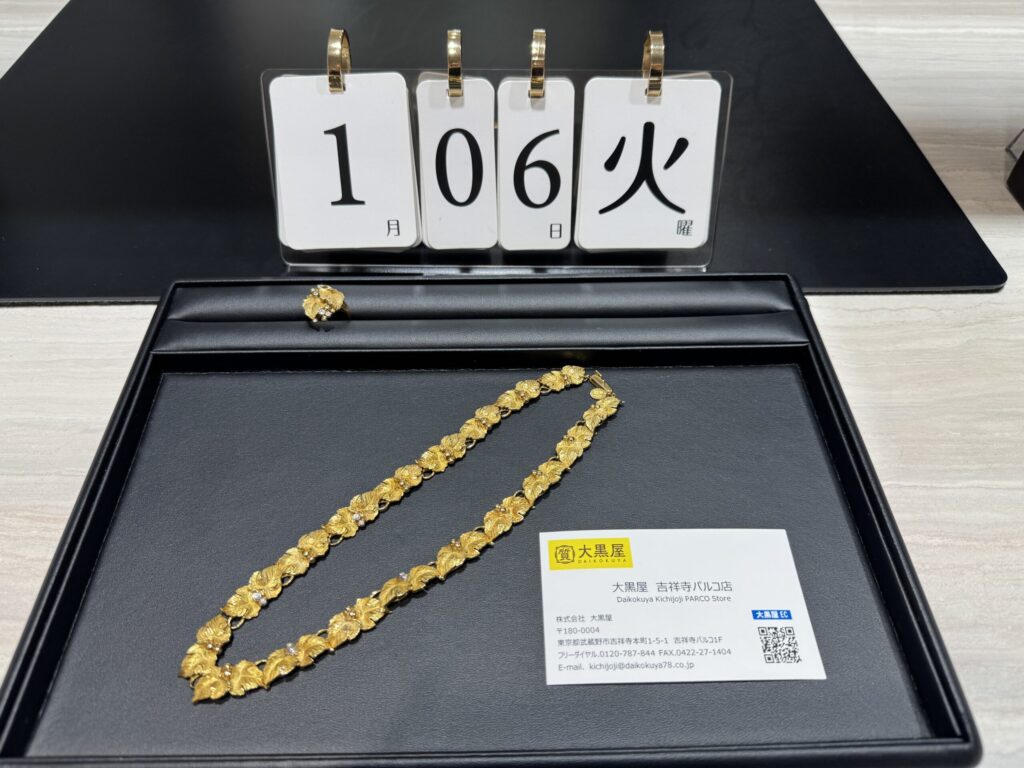 1月 06日 火曜
質 大黒屋
DAIKOKUYA
大黒屋 吉祥寺パルコ店
Daikokuya Kichijoji PARCO Store
株式会社 大黒屋
〒180-0004
東京都武蔵野市吉祥寺本町1-5-1 吉祥寺パルコ1F
フリーダイヤル.0120-787-844 FAX.0422-27-1404
E-mail. kichijoji@daikokuya78.co.jp
大黒屋 EC